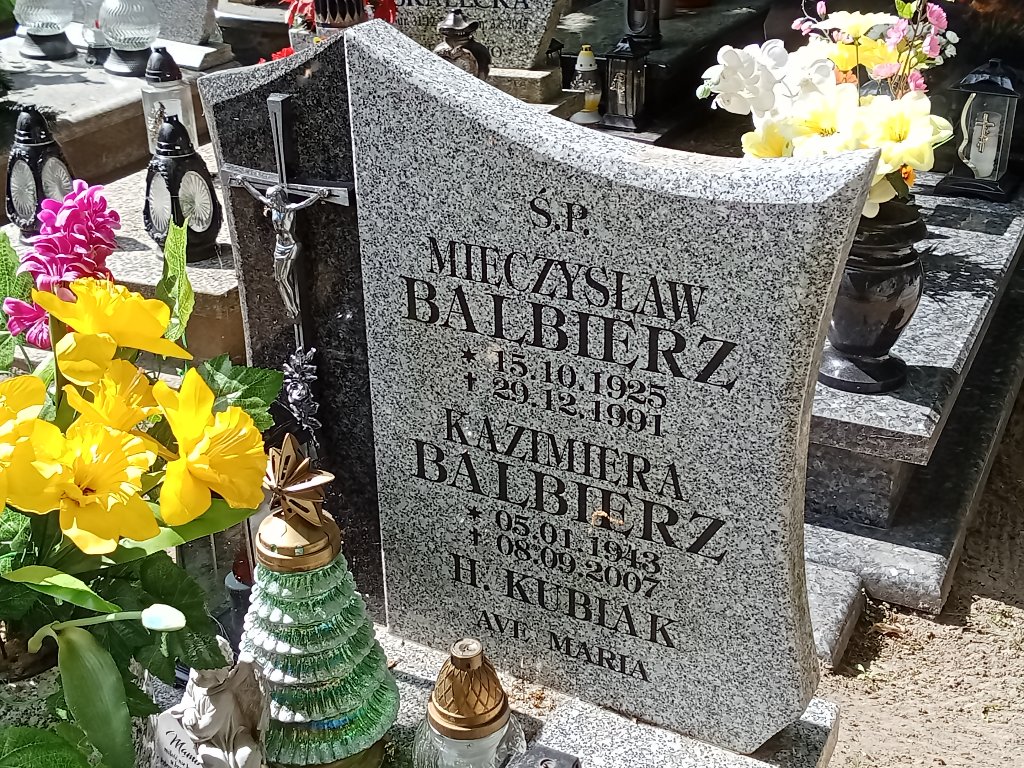 Ś.P.
MIECZYSŁAW
BALBIERZ
* 15.10.1925
✝ 29.12.1991
KAZIMIERA
BALBIERZ
* 05.01.1943
✝ 08.09.2007
H. KUBIAK
AVE MARIA